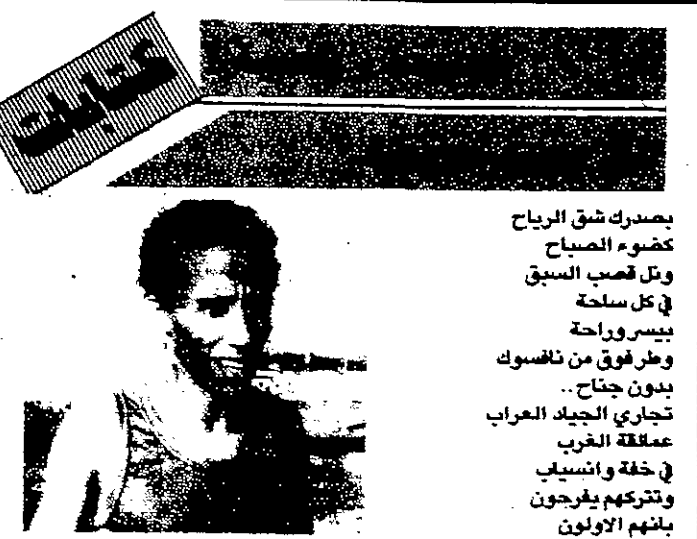 كتابات
بصدرك شق الرياح
كضوء الصباح
ونل قصب السبق
في كل ساحة
بيسر وراحة
وطر فوق من نافسوك
بدون جناح..
تجاري الجياد العراب
عمالقة الغرب
في خفة وانسياب
وتتركهم يفرجون
بانهم الاولون